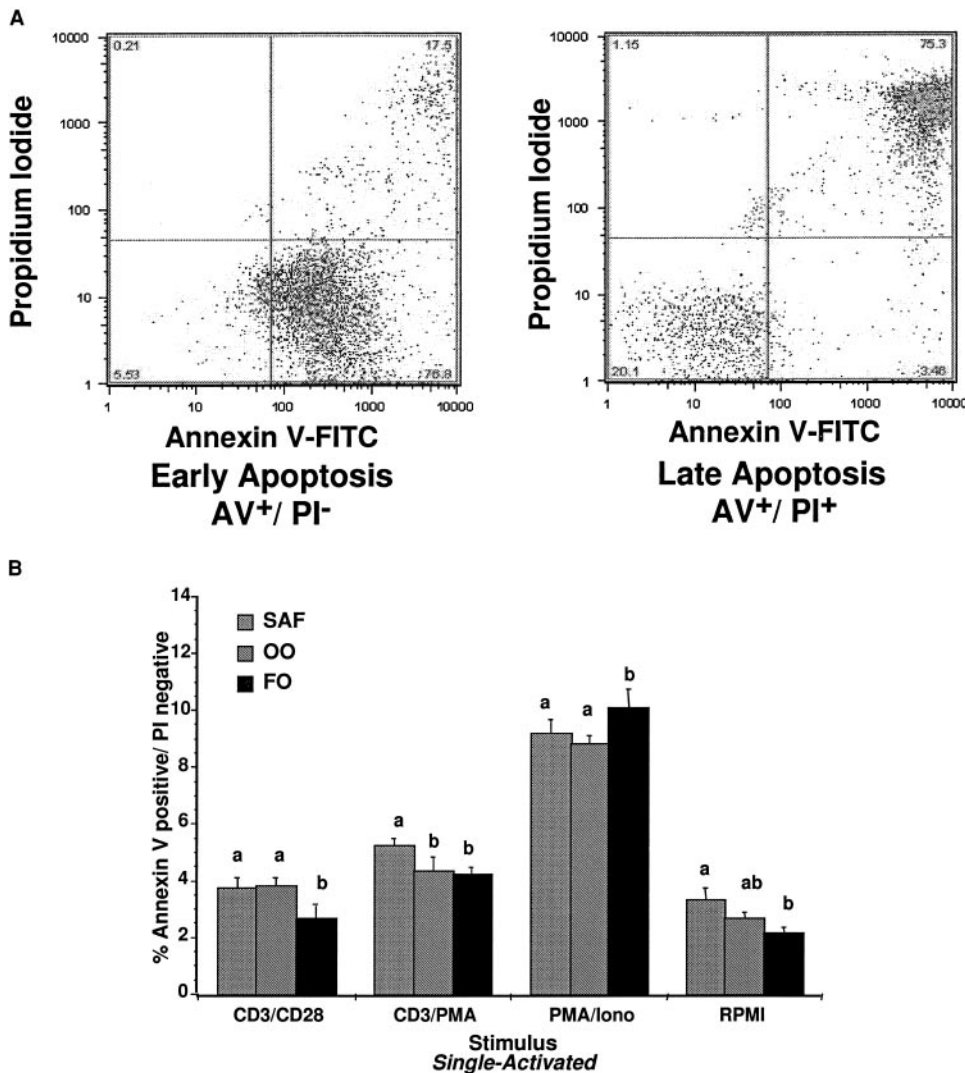 A
10000
1000
100
10
1
0.21
17.5
5.53
76.8
1
10
100
1000
10000
Propidium Iodide
Annexin V-FITC
Early Apoptosis
AV+/ PI-
10000
1000
100
10
1
1.15
75.3
20.1
3.46
1
10
100
1000
10000
Propidium Iodide
Annexin V-FITC
Late Apoptosis
AV+/ PI+
B
% Annexin V positive/ PI negative
14
12
10
8
6
4
2
0
SAF
OO
FO
a a b
a b b
a a b
a ab b
CD3/CD28 CD3/PMA PMA/Iono RPMI
Stimulus
Single-Activated